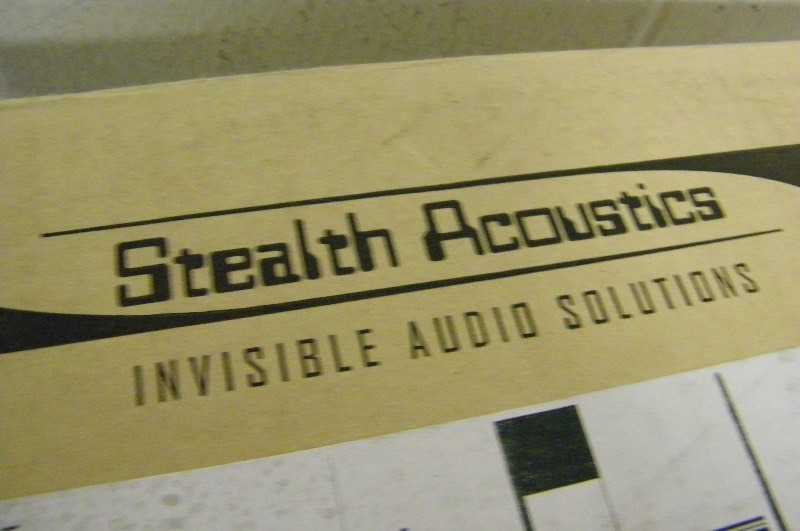 Stealth Acoustics
INVISIBLE AUDIO SOLUTIONS